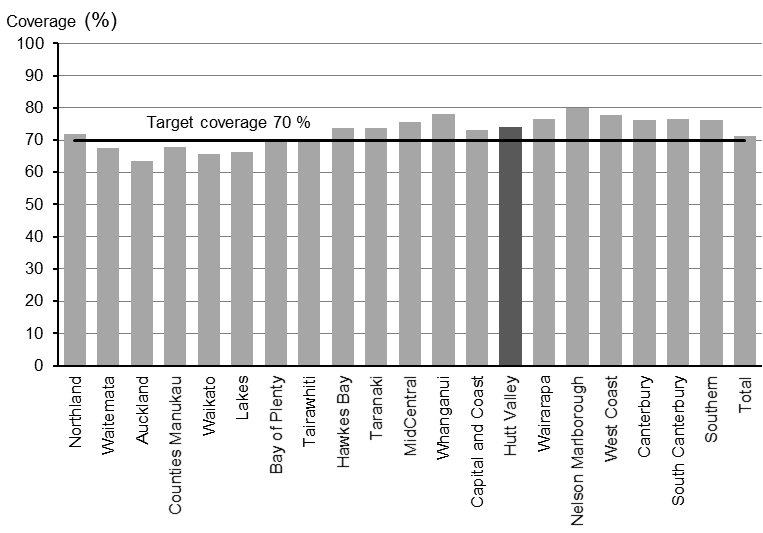 Coverage (%)
100
90
80
70
60
50
40
30
20
10
0
Target coverage 70 %
Northland
Waitemata
Auckland
Counties Manukau
Waikato
Lakes
Bay of Plenty
Tairawhiti
Hawkes Bay
Taranaki
MidCentral
Whanganui
Capital and Coast
Hutt Valley
Wairarapa
Nelson Marlborough
West Coast
Canterbury
South Canterbury
Southern
Total